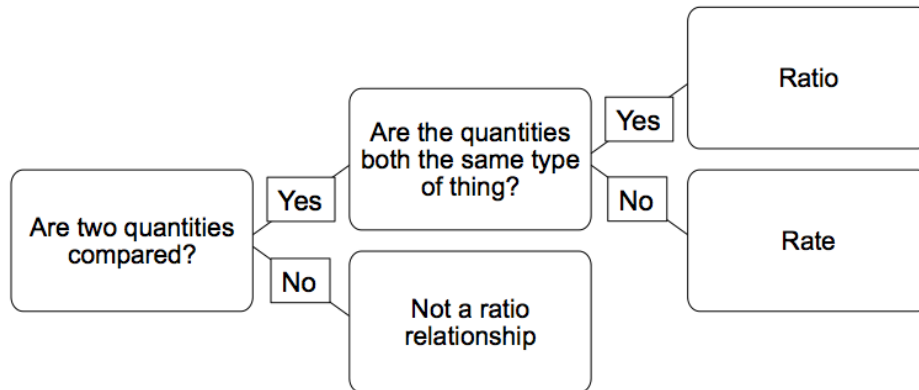 Are two quantities
compared?
Yes
No
Are the quantities
both the same type
of thing?
Not a ratio
relationship
Yes
No
Ratio
Rate